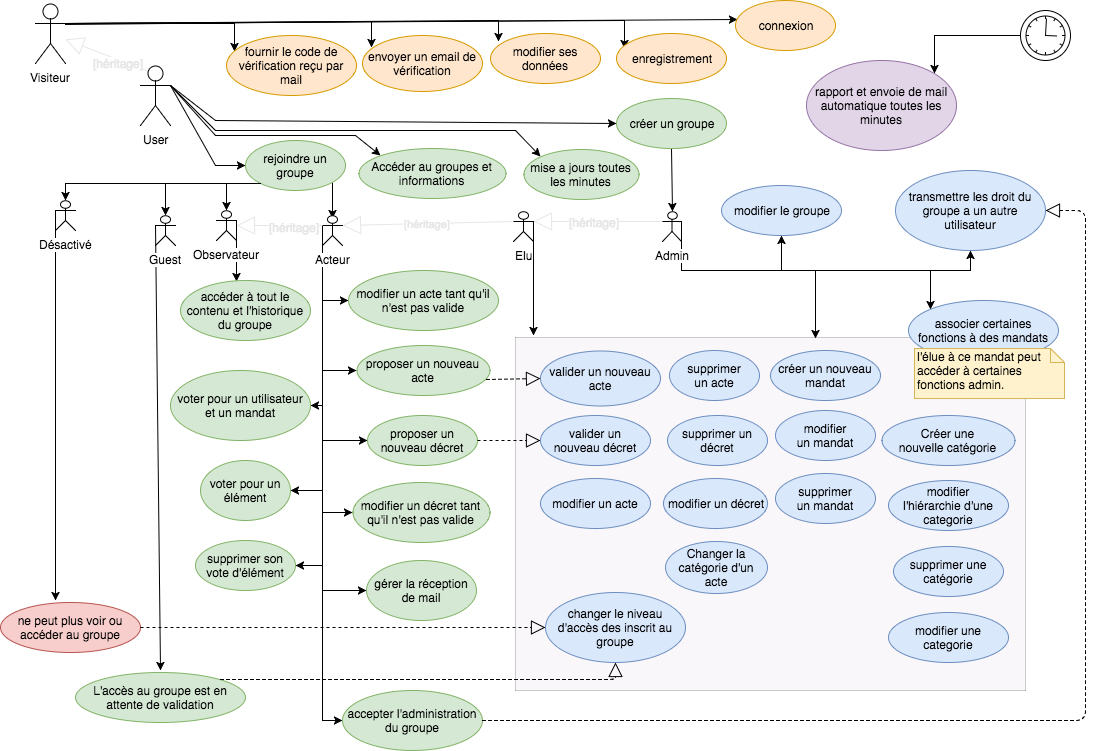 Visiteur
[héritage]
fournir le code de
vérification reçu par
mail
envoyer un email de
vérification
modifier ses
données
enregistrement
connexion
rapport et envoie de mail
automatique toutes les
minutes
User
créer un groupe
rejoindre un
groupe
Accéder au groupes et
informations
mise a jours toutes
les minutes
Désactivé
Guest
Observateur
[héritage]
Acteur
[héritage]
Elu
[héritage]
Admin
modifier le groupe
transmettre les droit du
groupe a un autre
utilisateur
accéder à tout le
contenu et l'historique
du groupe
modifier un acte tant qu'il
n'est pas valide
associer certaines
fonctions à des mandats
l'élue à ce mandat peut
accéder à certaines
fonctions admin.
proposer un nouveau
acte
valider un nouveau
acte
supprimer
un acte
créer un nouveau
mandat
voter pour un utilisateur
et un mandat
proposer un
nouveau décret
valider un
nouveau décret
supprimer un
décret
modifier
un mandat
Créer une
nouvelle catégorie
voter pour un
élément
modifier un décret tant
qu'il n'est pas valide
modifier un acte
modifier un décret
supprimer
un mandat
modifier
l'hiérarchie d'une
categorie
supprimer son
vote d'élément
gérer la réception
de mail
Changer la
catégorie d'un
acte
supprimer une
catégorie
ne peut plus voir ou
accéder au groupe
changer le niveau
d'accès des inscrit au
groupe
modifier une
categorie
L'accès au groupe est en
attente de validation
accepter l'administration
du groupe